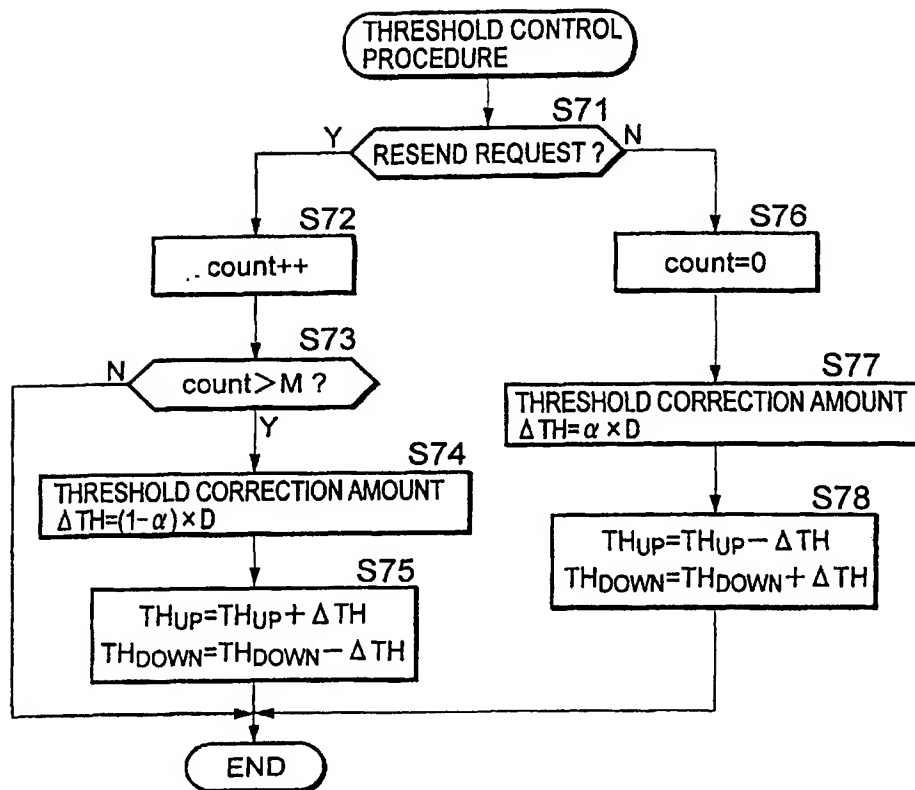 THRESHOLD CONTROL
PROCEDURE
S71
Y
RESEND REQUEST ?
N
S72
count++
S73
N
count>M ?
Y
S74
THRESHOLD CORRECTION AMOUNT
ΔTH=(1-α)×D
S75
THUP=THUP+ΔTH
THDOWN=THDOWN-ΔTH
S76
count=0
S77
THRESHOLD CORRECTION AMOUNT
ΔTH=α×D
S78
THUP=THUP-ΔTH
THDOWN=THDOWN+ΔTH
END